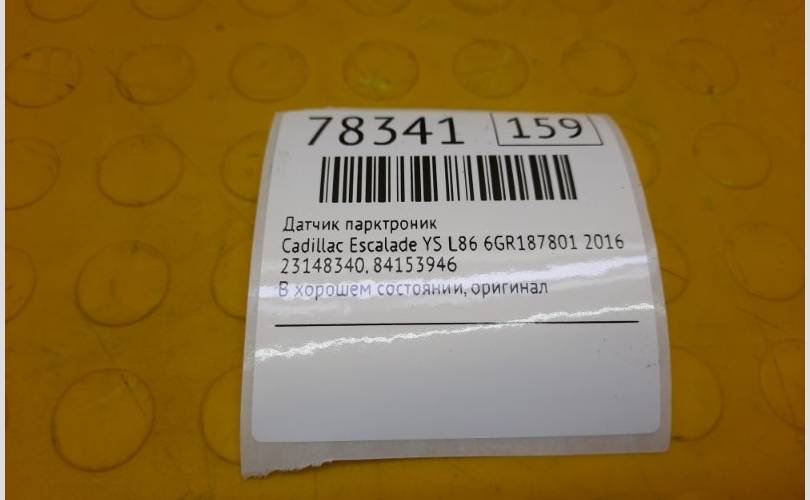 78341 159
Датчик парктроник
Cadillac Escalade YS L86 6GR187801 2016
23148340, 84153946
В хорошем состоянии, оригинал